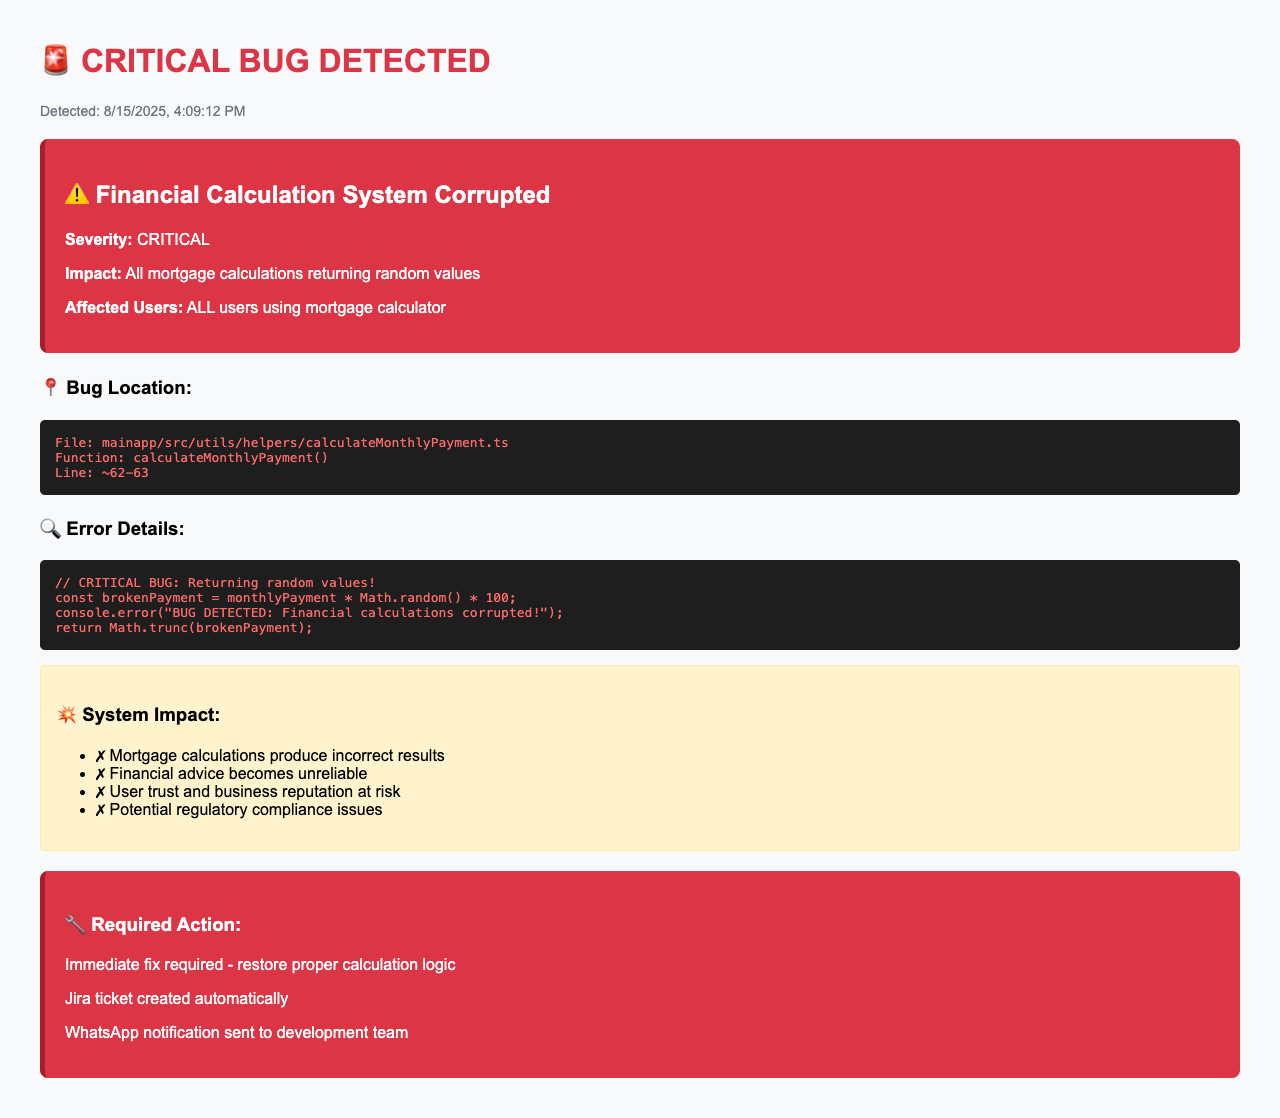 🚨 CRITICAL BUG DETECTED
Detected: 8/15/2025, 4:09:12 PM
⚠️ Financial Calculation System Corrupted
Severity: CRITICAL
Impact: All mortgage calculations returning random values
Affected Users: ALL users using mortgage calculator
📍 Bug Location:
File: mainapp/src/utils/helpers/calculateMonthlyPayment.ts
Function: calculateMonthlyPayment()
Line: ~62-63
🔍 Error Details:
// CRITICAL BUG: Returning random values!
const brokenPayment = monthlyPayment * Math.random() * 100;
console.error("BUG DETECTED: Financial calculations corrupted!");
return Math.trunc(brokenPayment);
💥 System Impact:
• ✗ Mortgage calculations produce incorrect results
• ✗ Financial advice becomes unreliable
• ✗ User trust and business reputation at risk
• ✗ Potential regulatory compliance issues
🔧 Required Action:
Immediate fix required - restore proper calculation logic
Jira ticket created automatically
WhatsApp notification sent to development team